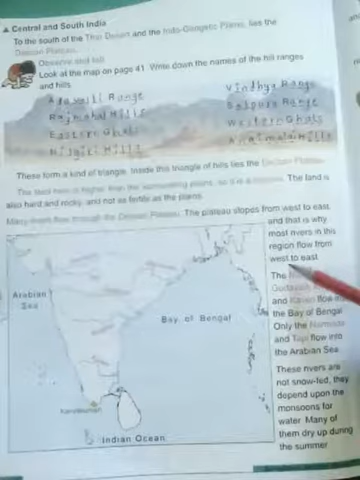 ▲ Central and South India
To the south of the Thar Desert and the Indo-Gangetic Plains, lies the
Deccan Plateau.
Observe and tell
Look at the map on page 41. Write down the names of the hill ranges
and hills.
Aravalli Range
Vindhya Range
Rajmahal Hills
Satpura Range
Eastern Ghats
Western Ghats
Nilgiri Hills
Anaimalai Hills
These form a kind of triangle. Inside this triangle of hills lies the Deccan Plateau.
The land here is higher than the surrounding plains, so it is a plateau. The land is
also hard and rocky, and not as fertile as the plains.
Many rivers flow through the Deccan Plateau. The plateau slopes from west to east
and that is why
most rivers in this
region flow from
west to east
The
Godavari
and Kaveri flow
the Bay of Bengal
Only the Narmada
and Tapi flow into
the Arabian Sea
These rivers are
not snow-fed, they
depend upon the
monsoons for
water Many of
them dry up during
the summer
Arabian
Sea
Bay of Bengal
Kanyakumari
Indian Ocean